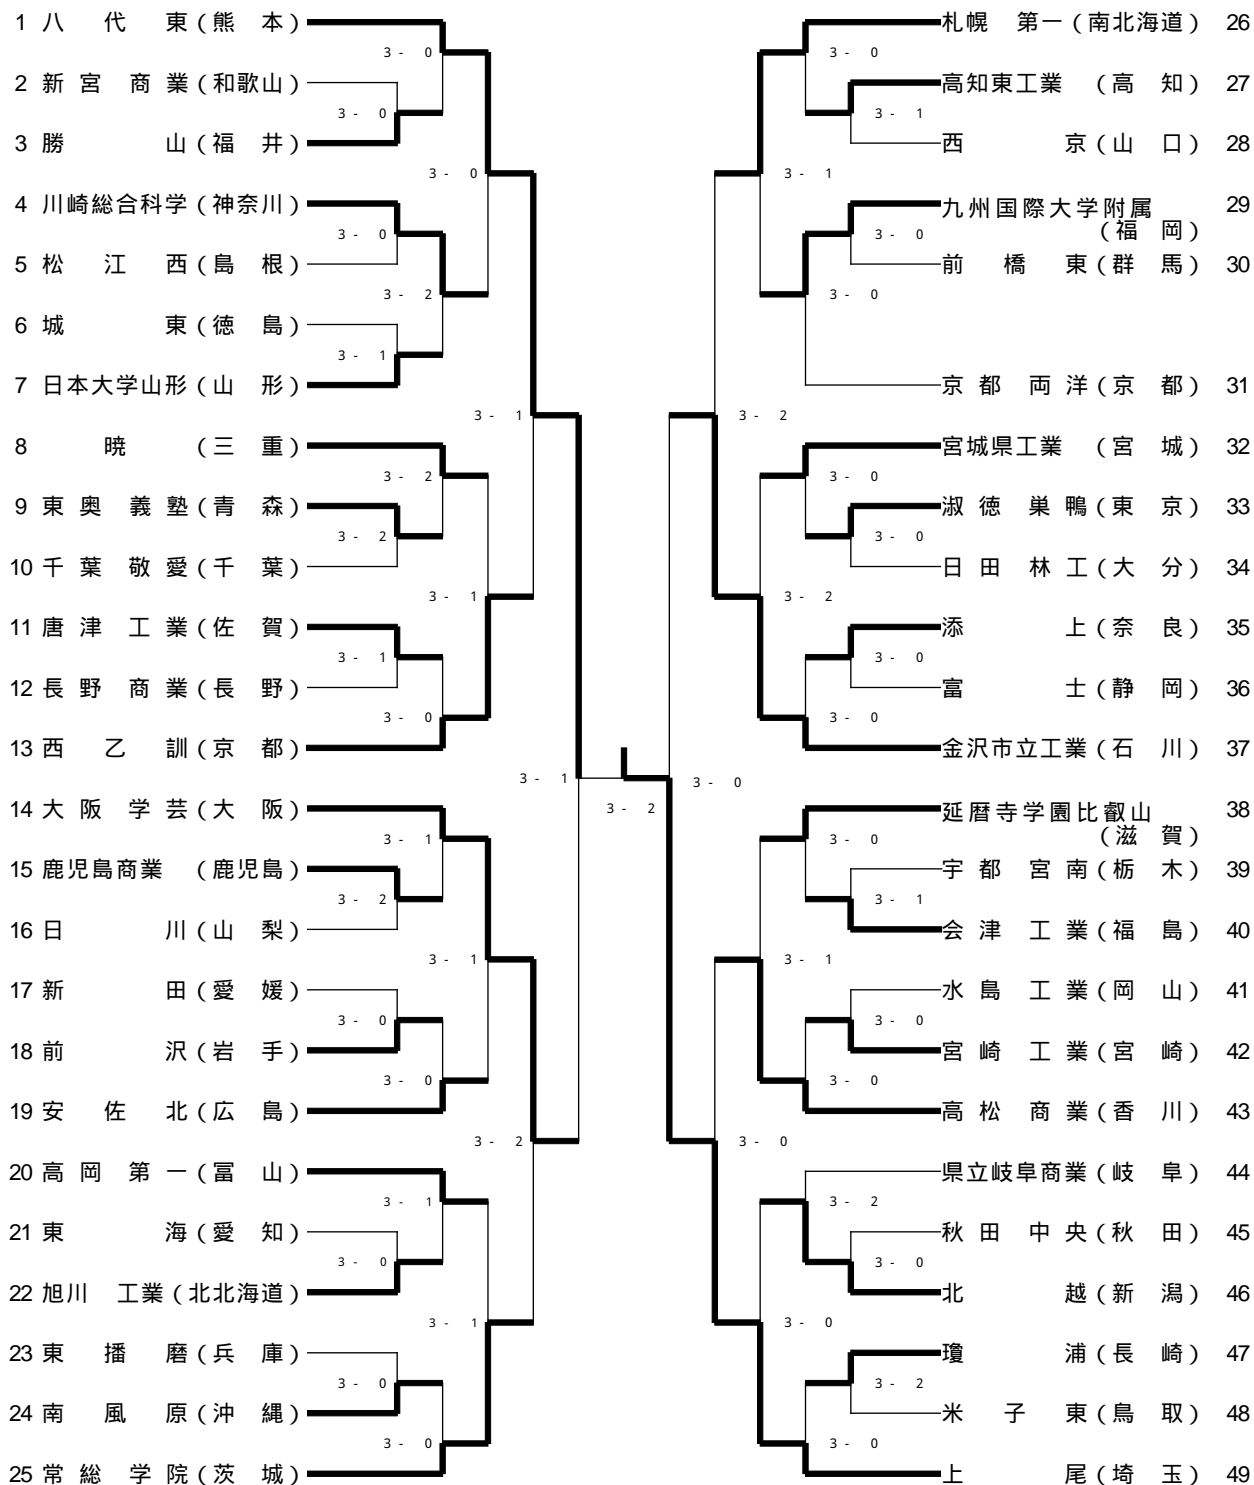 1 八代東(熊本)
3 - 0
2 新宮商業(和歌山)
3 - 0
3 勝山(福井)
3 - 0
4 川崎総合科学(神奈川)
3 - 0
5 松江西(島根)
3 - 2
6 城東(徳島)
3 - 1
7 日本大学山形(山形)
3 - 1
8 暁(三重)
3 - 2
9 東奥義塾(青森)
3 - 2
10 千葉敬愛(千葉)
3 - 1
11 唐津工業(佐賀)
3 - 1
12 長野商業(長野)
3 - 0
13 西乙訓(京都)
3 - 1
14 大阪学芸(大阪)
3 - 1
15 鹿児島商業(鹿児島)
3 - 2
16 日川(山梨)
3 - 1
17 新田(愛媛)
3 - 0
18 前沢(岩手)
3 - 0
19 安佐北(広島)
3 - 2
20 高岡第一(冨山)
3 - 1
21 東海(愛知)
3 - 0
22 旭川工業(北北海道)
3 - 1
23 東播磨(兵庫)
3 - 0
24 南風原(沖縄)
3 - 0
25 常総学院(茨城)
3 - 2
札幌第一(南北海道) 26
3 - 0
高知東工業(高知) 27
3 - 1
西京(山口) 28
3 - 1
九州国際大学附属 29
(福岡)
3 - 0
前橋東(群馬) 30
3 - 0
京都両洋(京都) 31
3 - 2
宮城県工業(宮城) 32
3 - 0
淑徳巣鴨(東京) 33
3 - 0
日田林工(大分) 34
3 - 2
添上(奈良) 35
3 - 0
富士(静岡) 36
3 - 0
金沢市立工業(石川) 37
3 - 0
延暦寺学園比叡山 38
(滋賀)
3 - 0
宇都宮南(栃木) 39
3 - 1
会津工業(福島) 40
3 - 1
水島工業(岡山) 41
3 - 0
宮崎工業(宮崎) 42
3 - 0
高松商業(香川) 43
3 - 0
県立岐阜商業(岐阜) 44
3 - 2
秋田中央(秋田) 45
3 - 0
北越(新潟) 46
3 - 0
瓊浦(長崎) 47
3 - 2
米子東(鳥取) 48
3 - 0
上尾(埼玉) 49